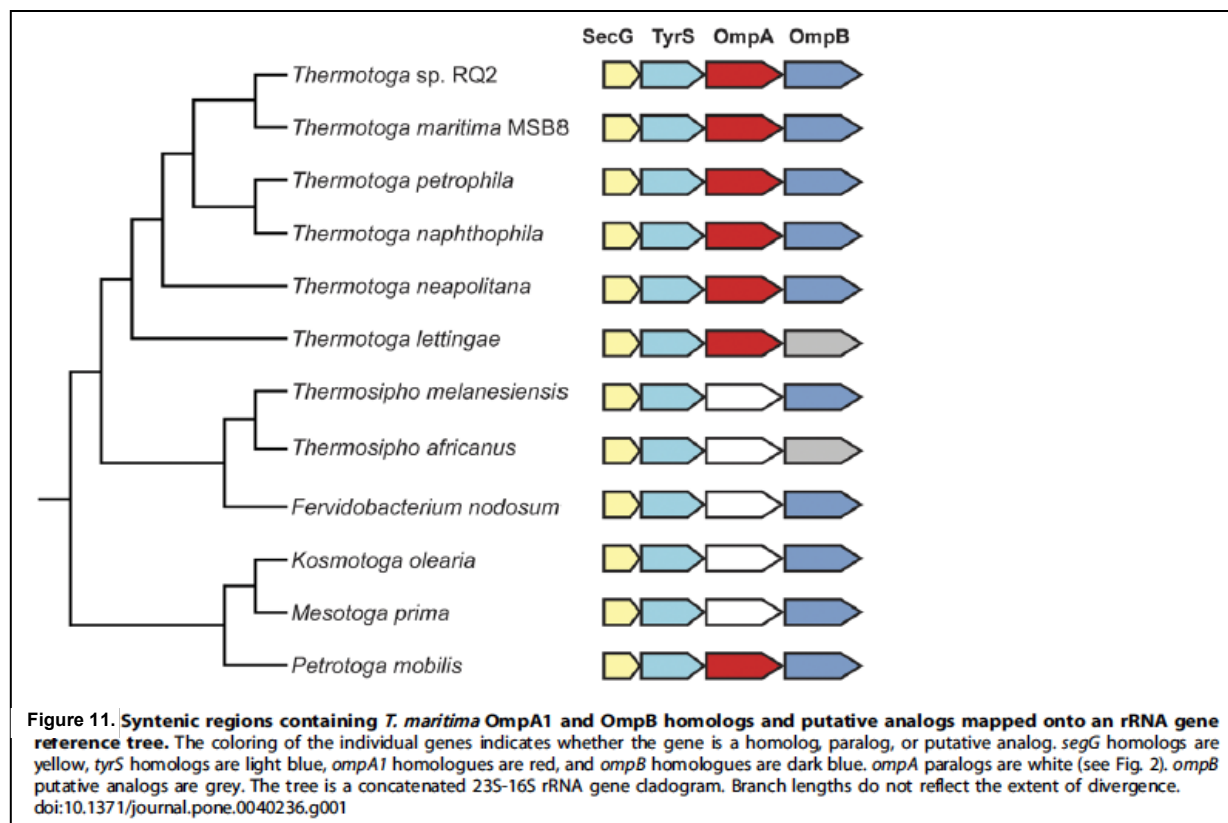 SecG TyrS OmpA OmpB
Thermotoga sp. RQ2
Thermotoga maritima MSB8
Thermotoga petrophila
Thermotoga naphthophila
Thermotoga neapolitana
Thermotoga lettingae
Thermosipho melanesiensis
Thermosipho africanus
Fervidobacterium nodosum
Kosmotoga olearia
Mesotoga prima
Petrotoga mobilis
Figure 11. Syntenic regions containing T. maritima OmpA1 and OmpB homologs and putative analogs mapped onto an rRNA gene
reference tree. The coloring of the individual genes indicates whether the gene is a homolog, paralog, or putative analog. segG homologs are
yellow, tyrS homologs are light blue, ompA1 homologues are red, and ompB homologues are dark blue. ompA paralogs are white (see Fig. 2). ompB
putative analogs are grey. The tree is a concatenated 23S-16S rRNA gene cladogram. Branch lengths do not reflect the extent of divergence.
doi:10.1371/journal.pone.0040236.g001